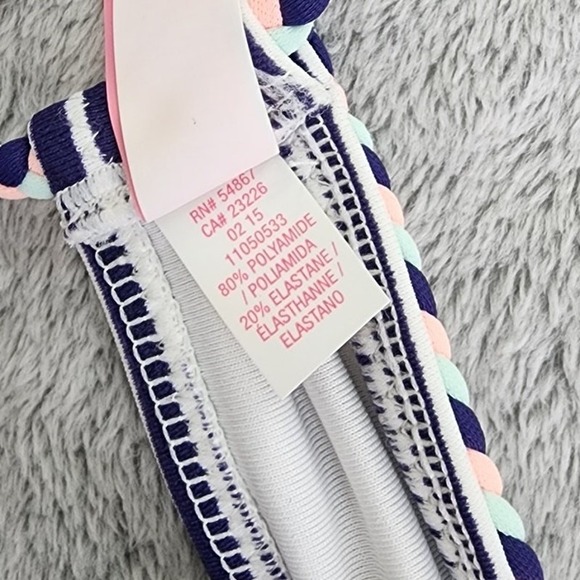 RN# 54867
CA# 23226
02 15
11050533
80% POLYAMIDE
/ POLIAMIDA
20% ELASTANE /
ÉLASTHANNE /
ELASTANO